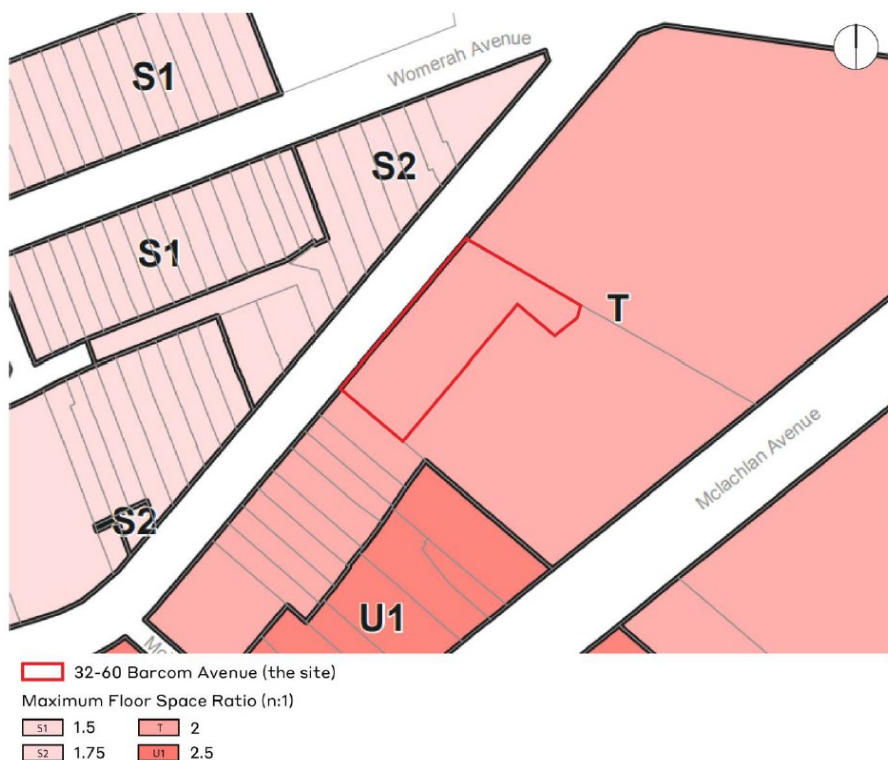 Womerah Avenue
S1
S2
S1
T
Mclachlan Avenue
S2
U1
32-60 Barcom Avenue (the site)
Maximum Floor Space Ratio (n:1)
S1 1.5 T 2
S2 1.75 U1 2.5